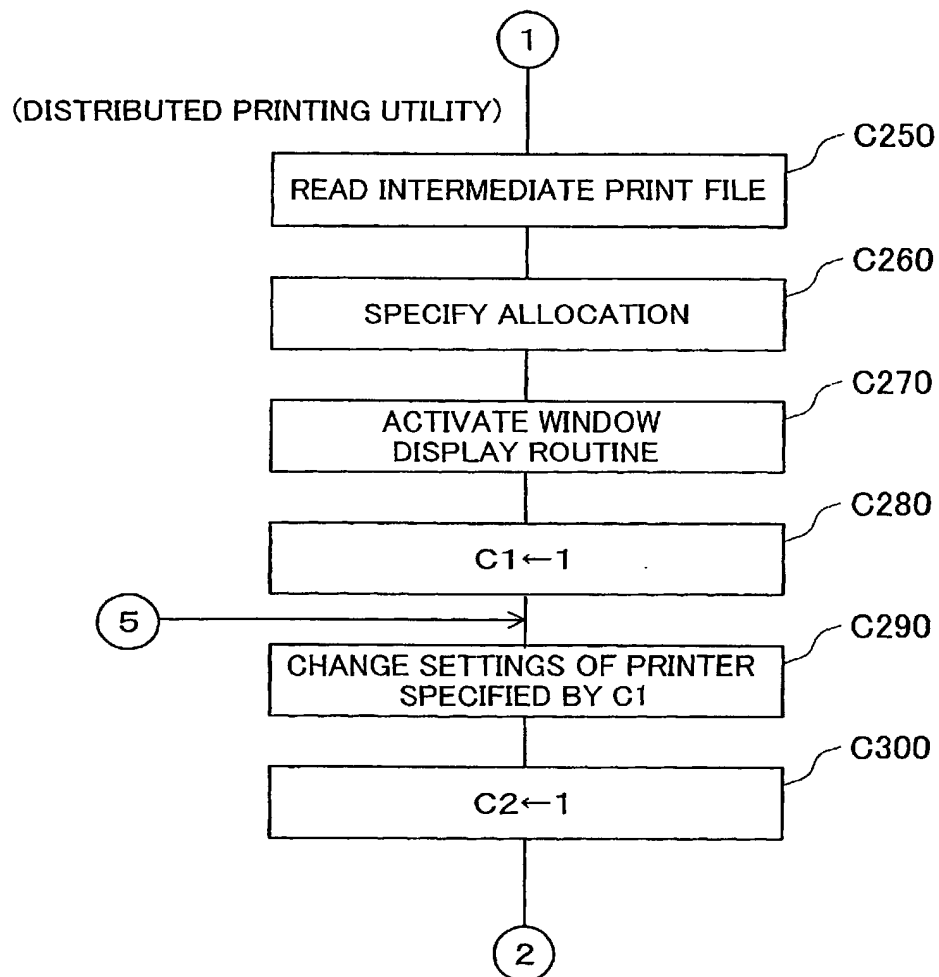 1
(DISTRIBUTED PRINTING UTILITY)
C250
READ INTERMEDIATE PRINT FILE
C260
SPECIFY ALLOCATION
C270
ACTIVATE WINDOW
DISPLAY ROUTINE
C280
C1←1
5
C290
CHANGE SETTINGS OF PRINTER
SPECIFIED BY C1
C300
C2←1
2